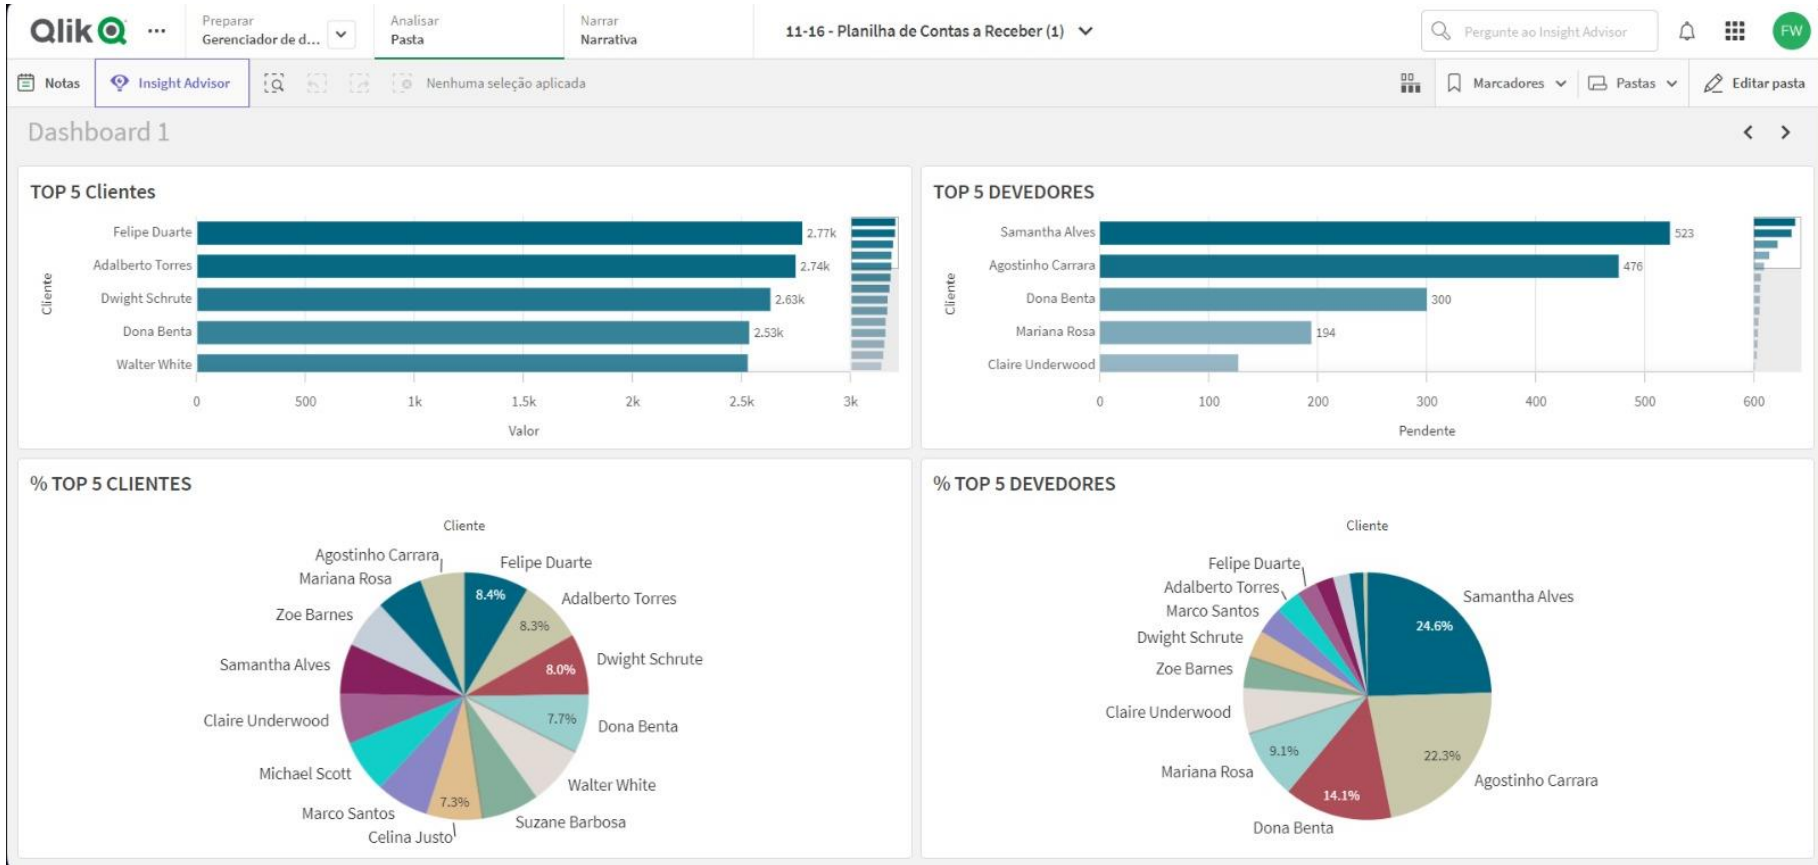 Qlik
Preparar
Gerenciador de d...
Analisar
Pasta
Narrar
Narrativa
11-16 - Planilha de Contas a Receber (1)
Pergunte ao Insight Advisor
FW
Notas
Insight Advisor
Nenhuma seleção aplicada
Marcadores
Pastas
Editar pasta
Dashboard 1
TOP 5 Clientes
Cliente
Felipe Duarte 2.77k
Adalberto Torres 2.74k
Dwight Schrute 2.63k
Dona Benta 2.53k
Walter White
0 500 1k 1.5k 2k 2.5k 3k
Valor
TOP 5 DEVEDORES
Cliente
Samantha Alves 523
Agostinho Carrara 476
Dona Benta 300
Mariana Rosa 194
Claire Underwood
0 100 200 300 400 500 600
Pendente
% TOP 5 CLIENTES
Cliente
Agostinho Carrara
Felipe Duarte
Mariana Rosa
8.4%
Adalberto Torres
Zoe Barnes
8.3%
Dwight Schrute
Samantha Alves
8.0%
Claire Underwood
7.7%
Dona Benta
Michael Scott
Walter White
7.3%
Marco Santos
Suzane Barbosa
Celina Justo
% TOP 5 DEVEDORES
Cliente
Felipe Duarte
Adalberto Torres
Samantha Alves
Marco Santos
24.6%
Dwight Schrute
Zoe Barnes
Claire Underwood
9.1%
22.3%
Mariana Rosa
Agostinho Carrara
14.1%
Dona Benta